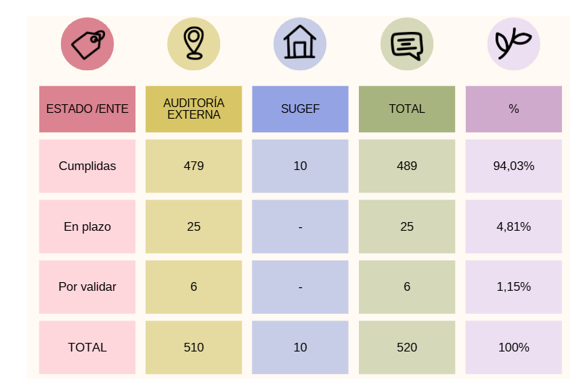 ESTADO /ENTE
AUDITORÍA
EXTERNA
SUGEF
TOTAL
%
Cumplidas
479
10
489
94,03%
En plazo
25
-
25
4,81%
Por validar
6
-
6
1,15%
TOTAL
510
10
520
100%